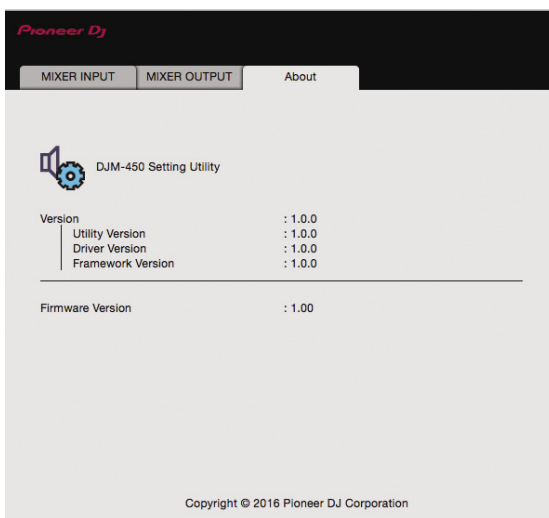 Pioneer Dj
MIXER INPUT MIXER OUTPUT About
DJM-450 Setting Utility
Version : 1.0.0
Utility Version : 1.0.0
Driver Version : 1.0.0
Framework Version : 1.0.0
Firmware Version : 1.00
Copyright © 2016 Pioneer DJ Corporation